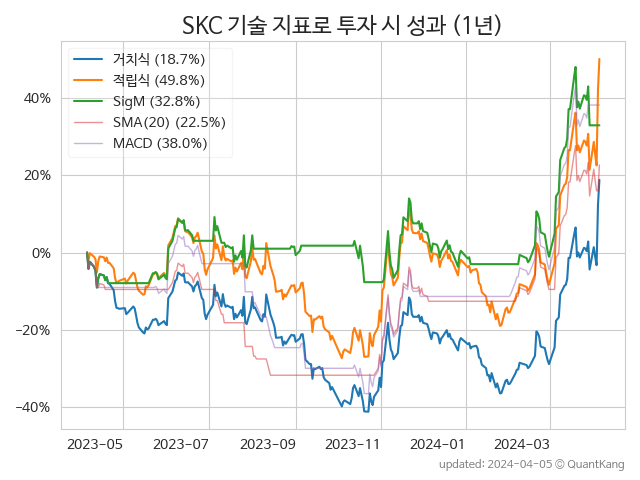 SKC 기술 지표로 투자 시 성과 (1년)
거치식 (18.7%)
적립식 (49.8%)
SigM (32.8%)
SMA(20) (22.5%)
MACD (38.0%)
40%
20%
0%
−20%
−40%
2023-05 2023-07 2023-09 2023-11 2024-01 2024-03
updated: 2024-04-05 © QuantKang